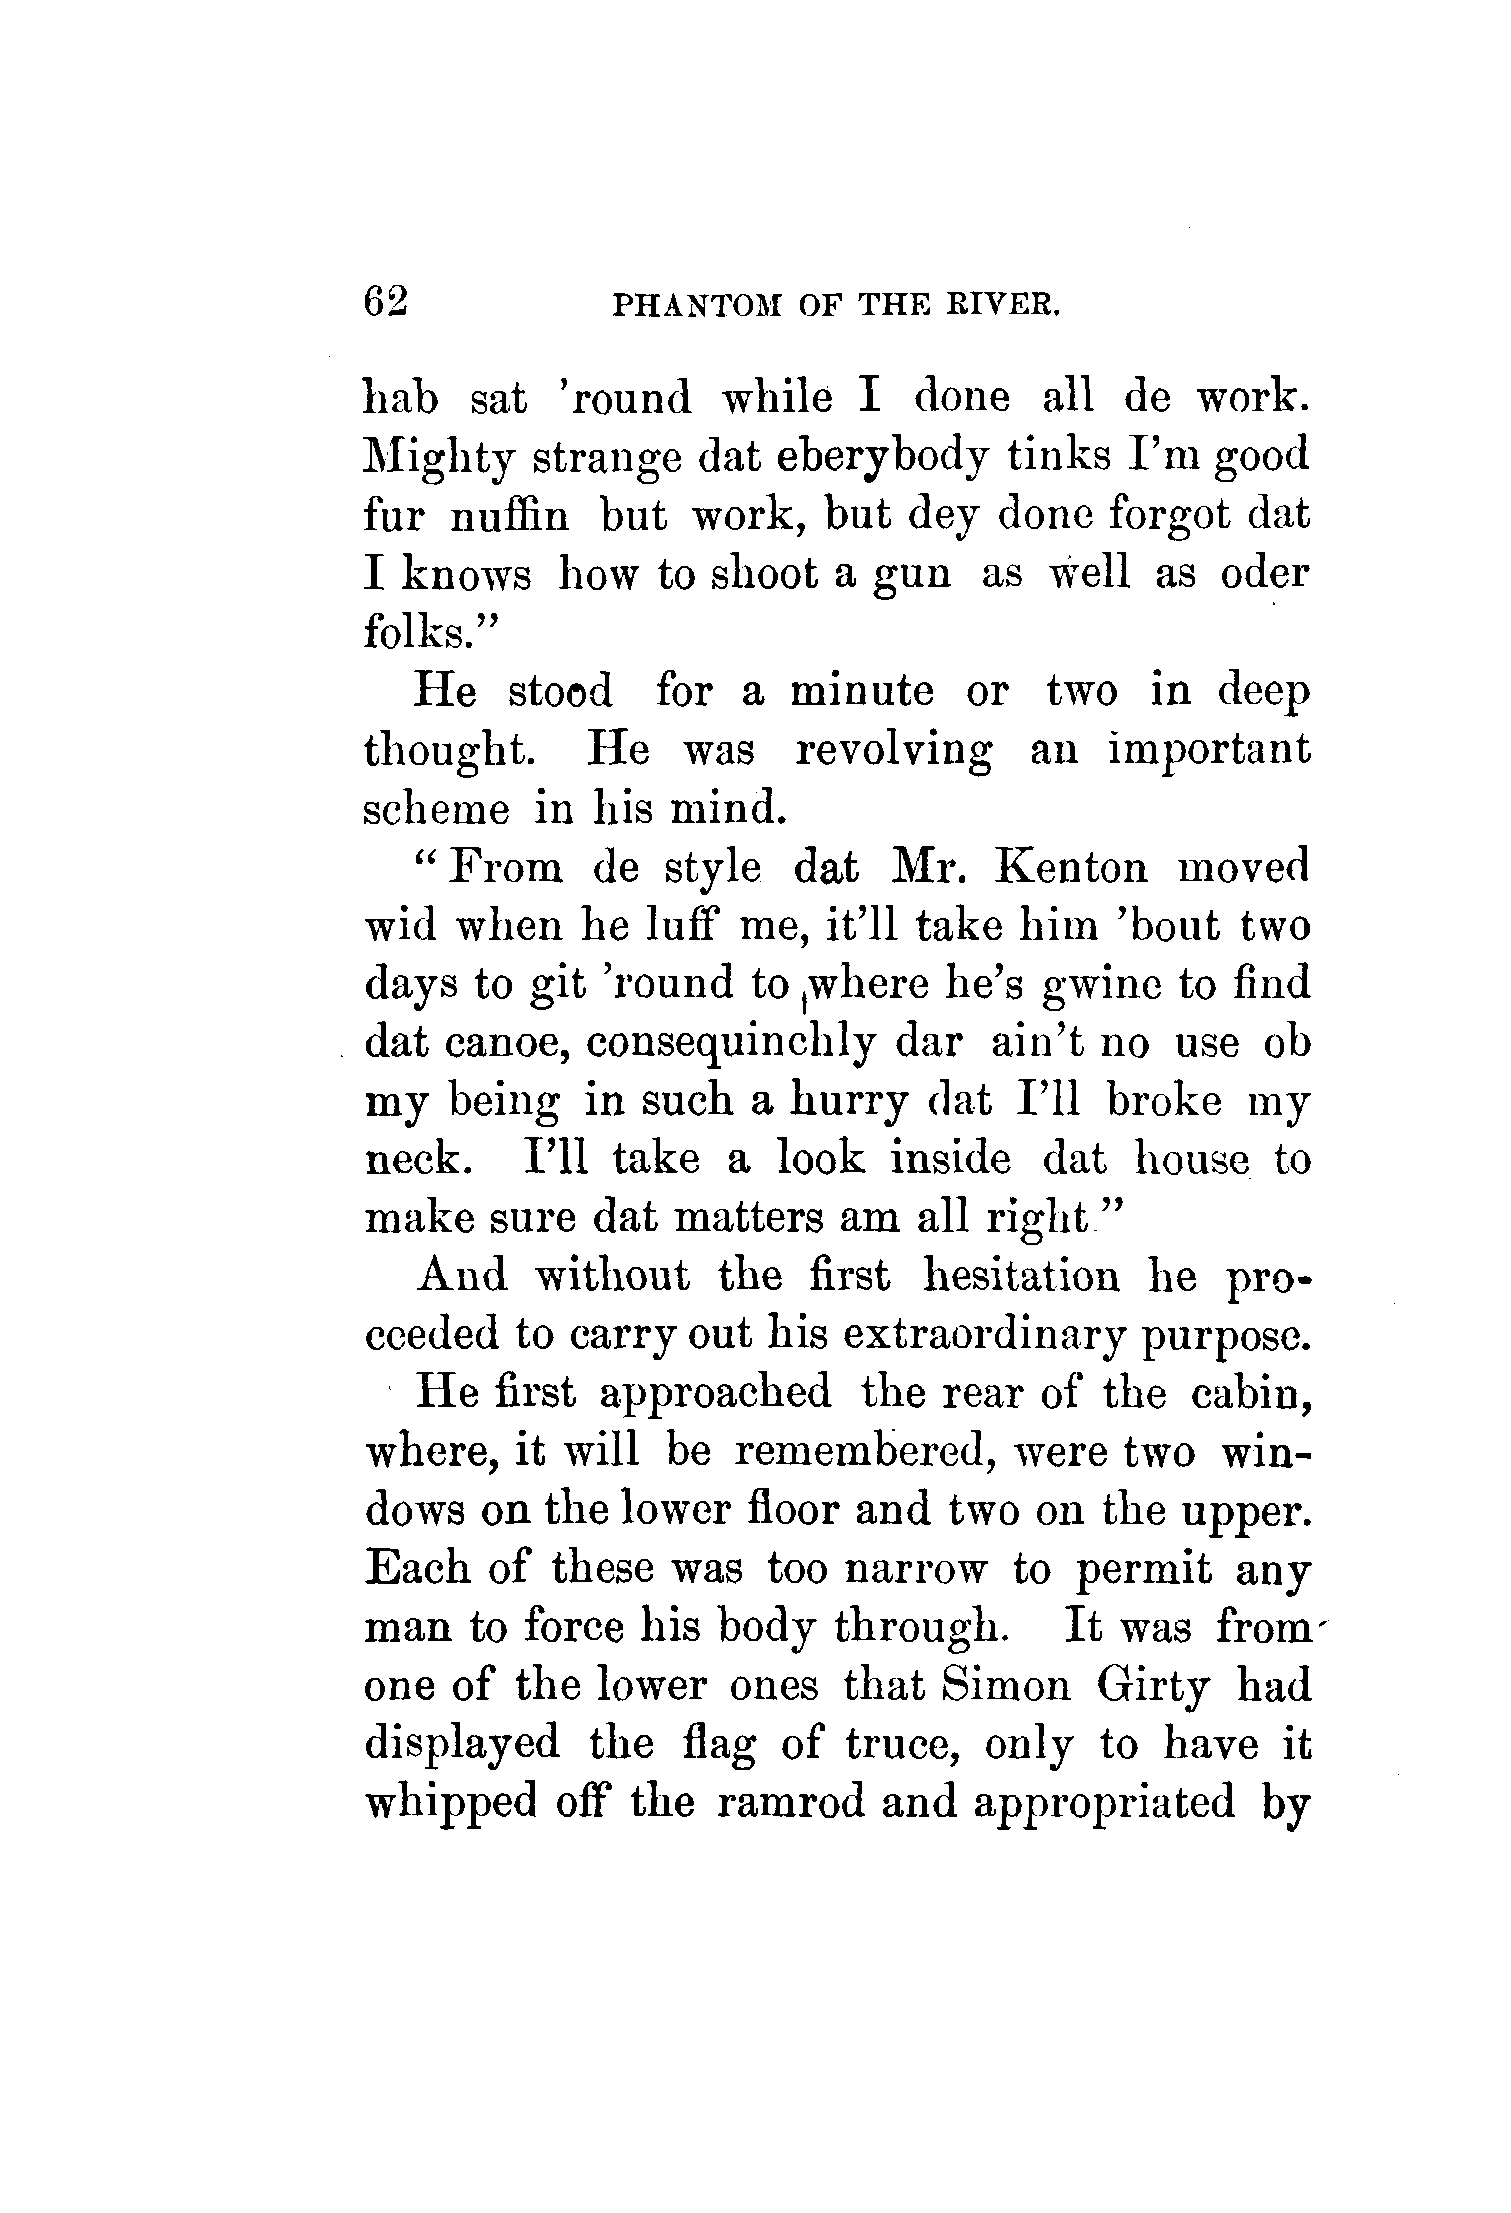 62 PHANTOM OF THE RIVER.
hab sat ’round while I done all de work.
Mighty strange dat eberybody tinks I’m good
fur nuffin but work, but dey done forgot dat
I knows how to shoot a gun as well as oder
folks.”
He stood for a minute or two in deep
thought. He was revolving an important
scheme in his mind.
“From de style dat Mr. Kenton moved
wid when he luff me, it’ll take him ’bout two
days to git ’round to where he’s gwine to find
dat canoe, consequinchly dar ain’t no use ob
my being in such a hurry dat I’ll broke my
neck. I’ll take a look inside dat house to
make sure dat matters am all right.”
And without the first hesitation he pro-
ceeded to carry out his extraordinary purpose.
He first approached the rear of the cabin,
where, it will be remembered, were two win-
dows on the lower floor and two on the upper.
Each of these was too narrow to permit any
man to force his body through. It was from
one of the lower ones that Simon Girty had
displayed the flag of truce, only to have it
whipped off the ramrod and appropriated by